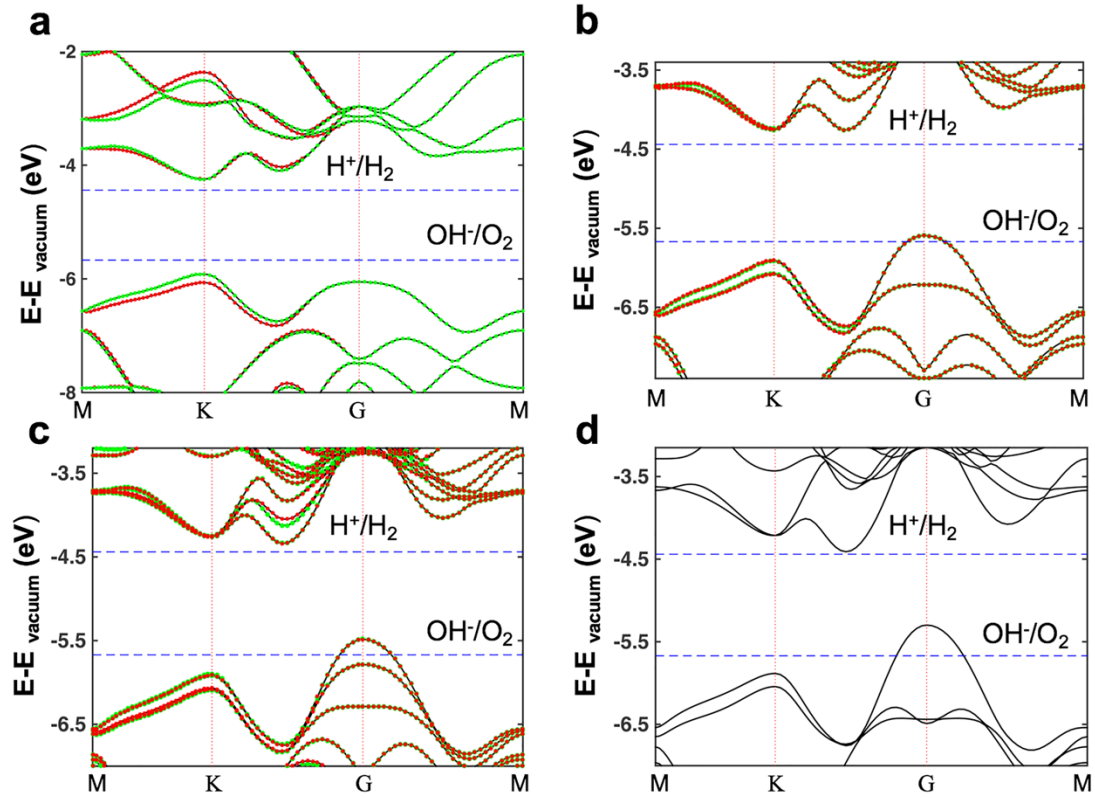 a
-2
-4
-6
-8
E-E vacuum (eV)
H⁺/H₂
OH⁻/O₂
M K G M
b
-3.5
-4.5
-5.5
-6.5
E-E vacuum (eV)
H⁺/H₂
OH⁻/O₂
M K G M
c
-3.5
-4.5
-5.5
-6.5
E-E vacuum (eV)
H⁺/H₂
OH⁻/O₂
M K G M
d
-3.5
-4.5
-5.5
-6.5
E-E vacuum (eV)
H⁺/H₂
OH⁻/O₂
M K G M